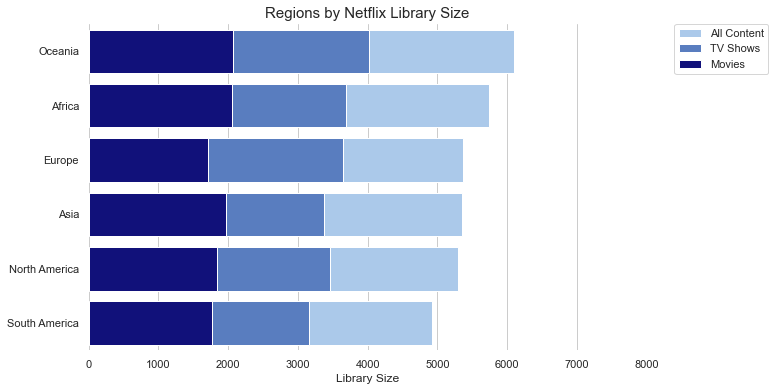 Regions by Netflix Library Size
All Content
TV Shows
Movies
Oceania
Africa
Europe
Asia
North America
South America
0 1000 2000 3000 4000 5000 6000 7000 8000
Library Size